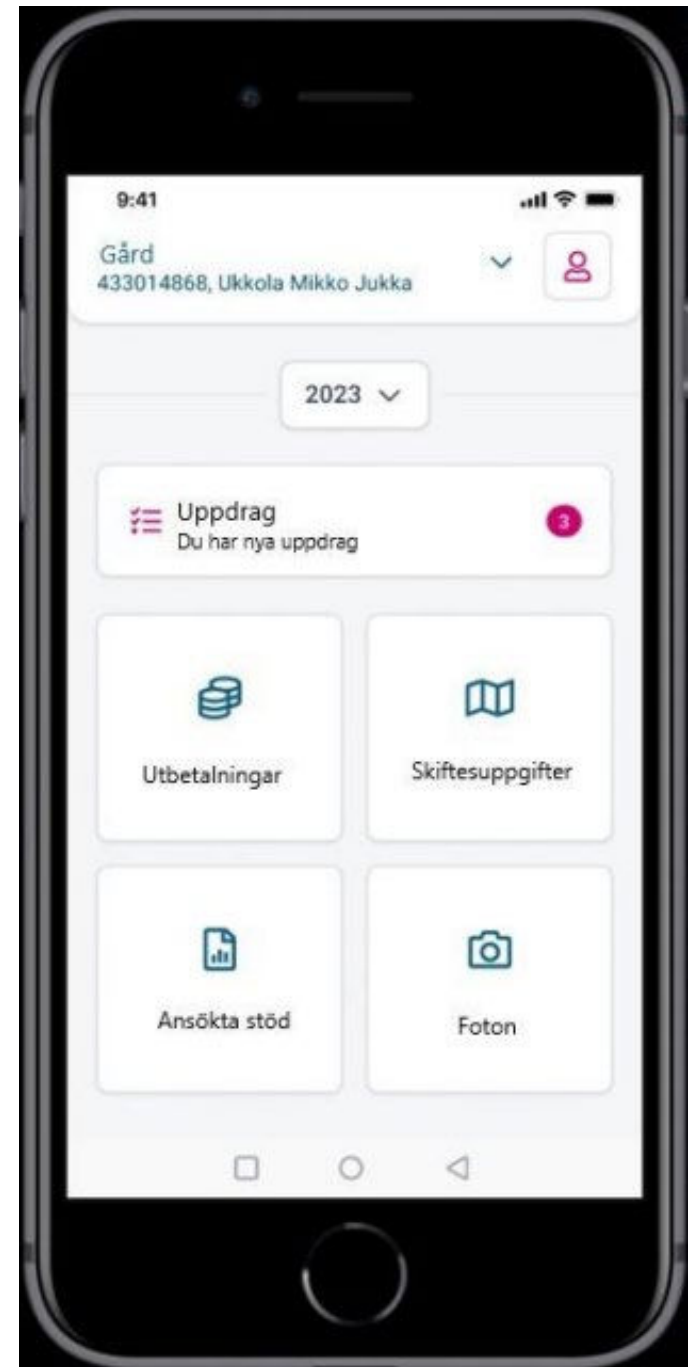 9:41
Gård
433014868, Ukkola Mikko Jukka
2023
Uppdrag
Du har nya uppdrag
3
Utbetalningar
Skiftesuppgifter
Ansökta stöd
Foton